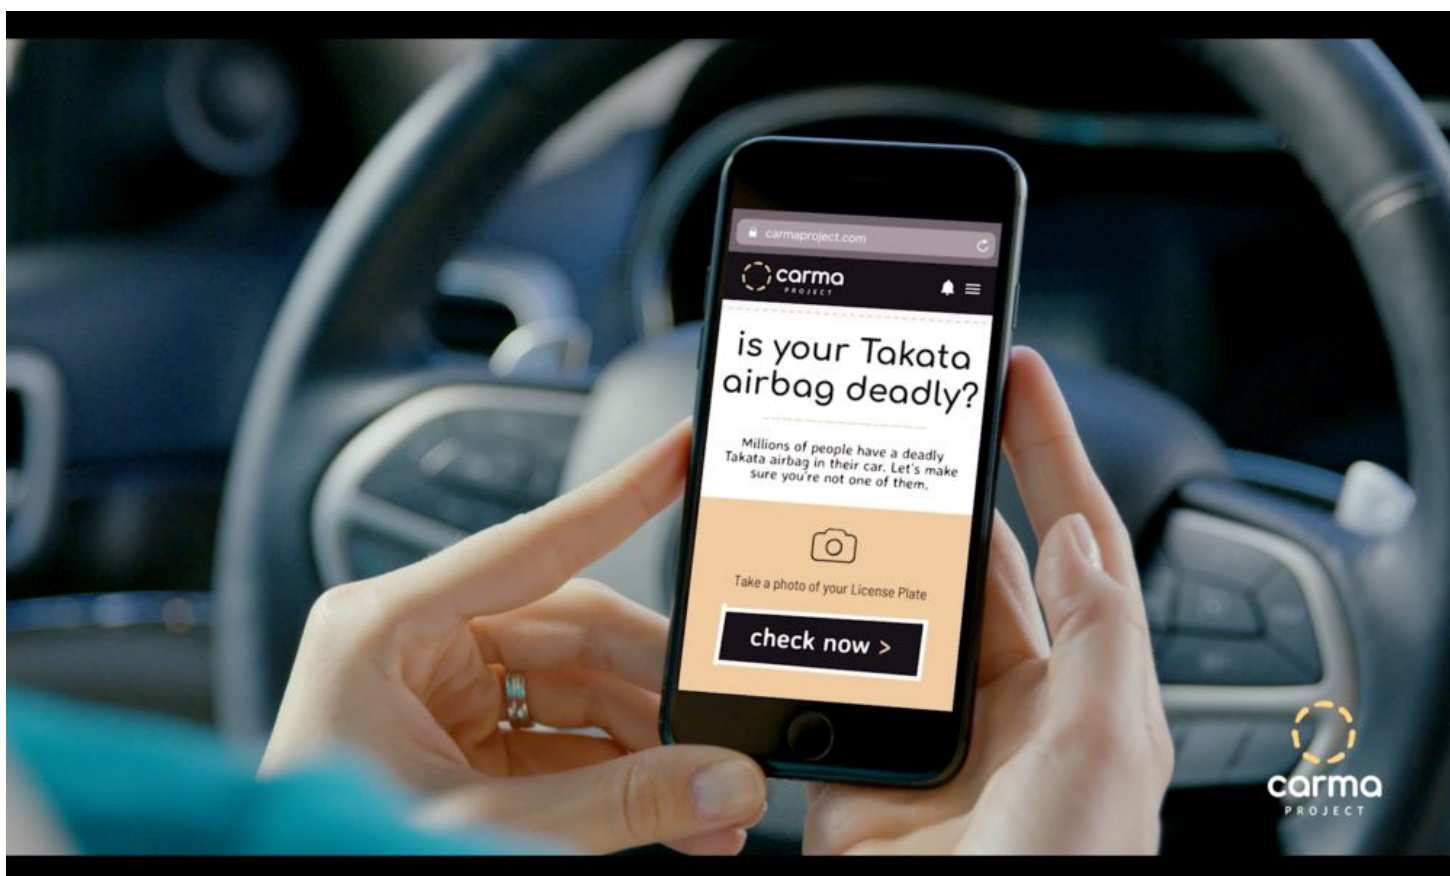 carmaproject.com
carma
PROJECT
is your Takata
airbag deadly?
Millions of people have a deadly
Takata airbag in their car. Let's make
sure you're not one of them.
Take a photo of your License Plate
check now >
carma
PROJECT